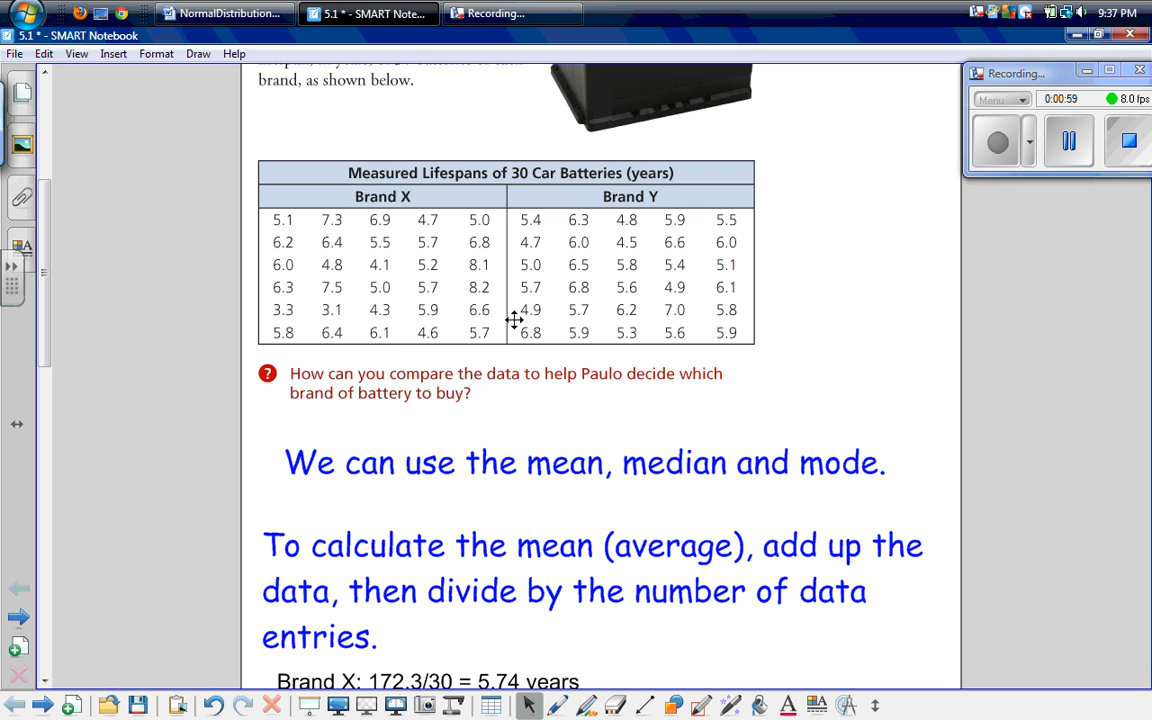 NormalDistribution...
5.1 * - SMART Note...
Recording...
9:37 PM
5.1 * - SMART Notebook
File Edit View Insert Format Draw Help
brand, as shown below.
Recording...
Menu
0:00:59
8.0 fps
Measured Lifespans of 30 Car Batteries (years)
Brand X Brand Y
5.1 7.3 6.9 4.7 5.0 5.4 6.3 4.8 5.9 5.5
6.2 6.4 5.5 5.7 6.8 4.7 6.0 4.5 6.6 6.0
6.0 4.8 4.1 5.2 8.1 5.0 6.5 5.8 5.4 5.1
6.3 7.5 5.0 5.7 8.2 5.7 6.8 5.6 4.9 6.1
3.3 3.1 4.3 5.9 6.6 4.9 5.7 6.2 7.0 5.8
5.8 6.4 6.1 4.6 5.7 6.8 5.9 5.3 5.6 5.9
? How can you compare the data to help Paulo decide which
brand of battery to buy?
We can use the mean, median and mode.
To calculate the mean (average), add up the
data, then divide by the number of data
entries.
Brand X: 172.3/30 = 5.74 years